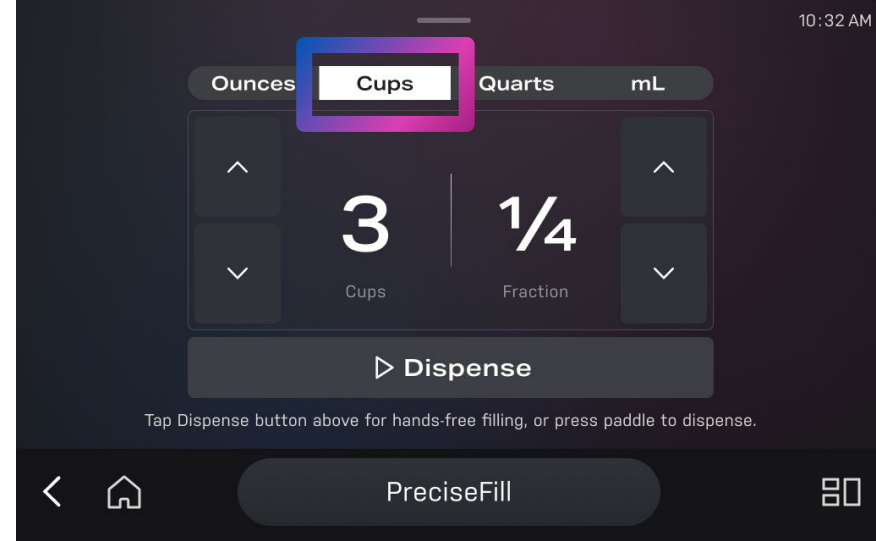 10:32 AM
Ounces Cups Quarts mL
3 1/4
Cups Fraction
Dispense
Tap Dispense button above for hands-free filling, or press paddle to dispense.
PreciseFill